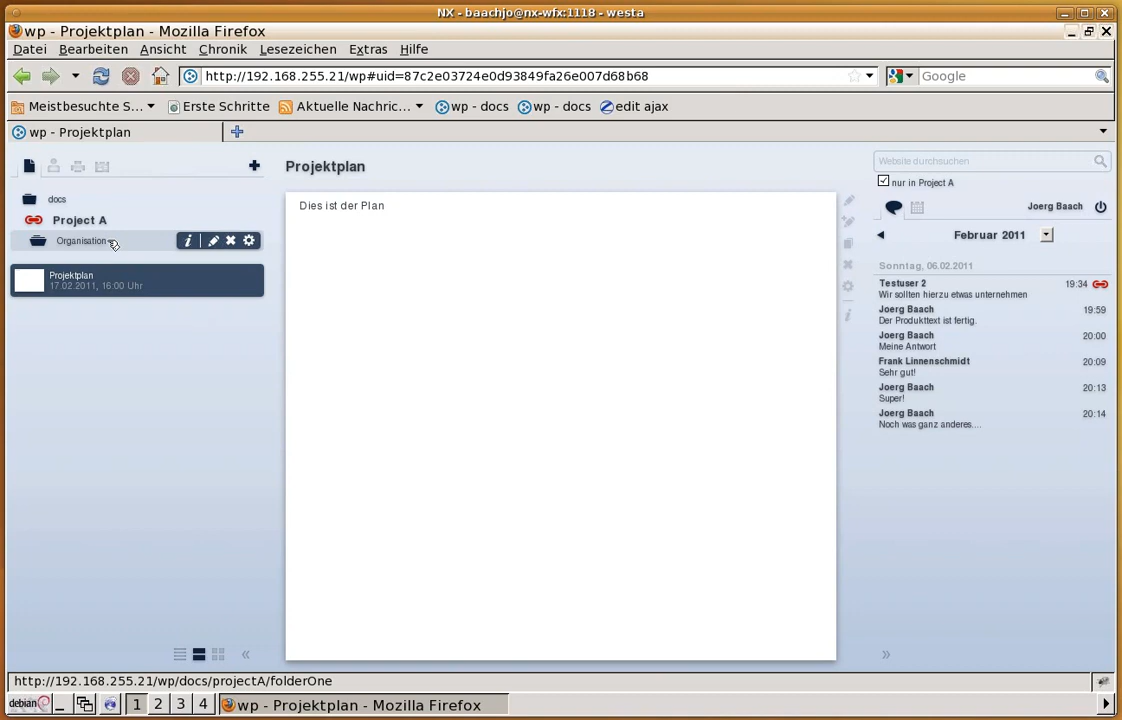 NX - baachjo@nx-wfx:1118 - westa
wp - Projektplan - Mozilla Firefox
Datei Bearbeiten Ansicht Chronik Lesezeichen Extras Hilfe
http://192.168.255.21/wp#uid=87c2e03724e0d93849fa26e007d68b68
Google
Meistbesuchte S... Erste Schritte Aktuelle Nachric... wp - docs wp - docs edit ajax
wp - Projektplan
Projektplan
Website durchsuchen
nur in Project A
docs
Project A
Organisation
Projektplan
17.02.2011, 16:00 Uhr
Dies ist der Plan
Joerg Baach
Februar 2011
Sonntag, 06.02.2011
Testuser 2 19:34
Wir sollten hierzu etwas unternehmen
Joerg Baach 19:59
Der Produkttext ist fertig.
Joerg Baach 20:00
Meine Antwort
Frank Linnenschmidt 20:09
Sehr gut!
Joerg Baach 20:13
Super!
Joerg Baach 20:14
Noch was ganz anderes....
http://192.168.255.21/wp/docs/projectA/folderOne
debian 1 2 3 4 wp - Projektplan - Mozilla Firefox